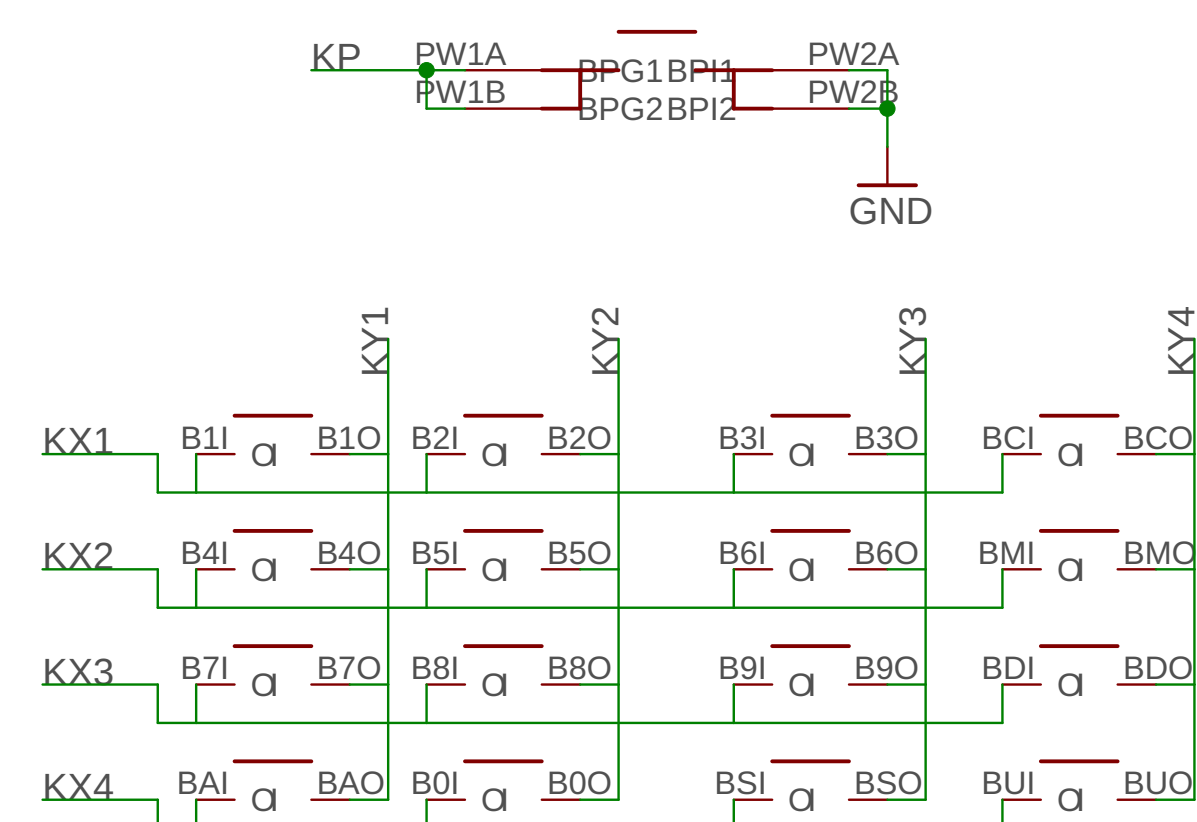 KP PW1A BPG1 BPI1 PW2A
PW1B BPG2 BPI2 PW2B
GND
KY1 KY2 KY3 KY4
KX1 B1I a B1O B2I a B2O B3I a B3O BCI a BCO
KX2 B4I a B4O B5I a B5O B6I a B6O BMI a BMO
KX3 B7I a B7O B8I a B8O B9I a B9O BDI a BDO
KX4 BAI a BAO B0I a B0O BSI a BSO BUI a BUO